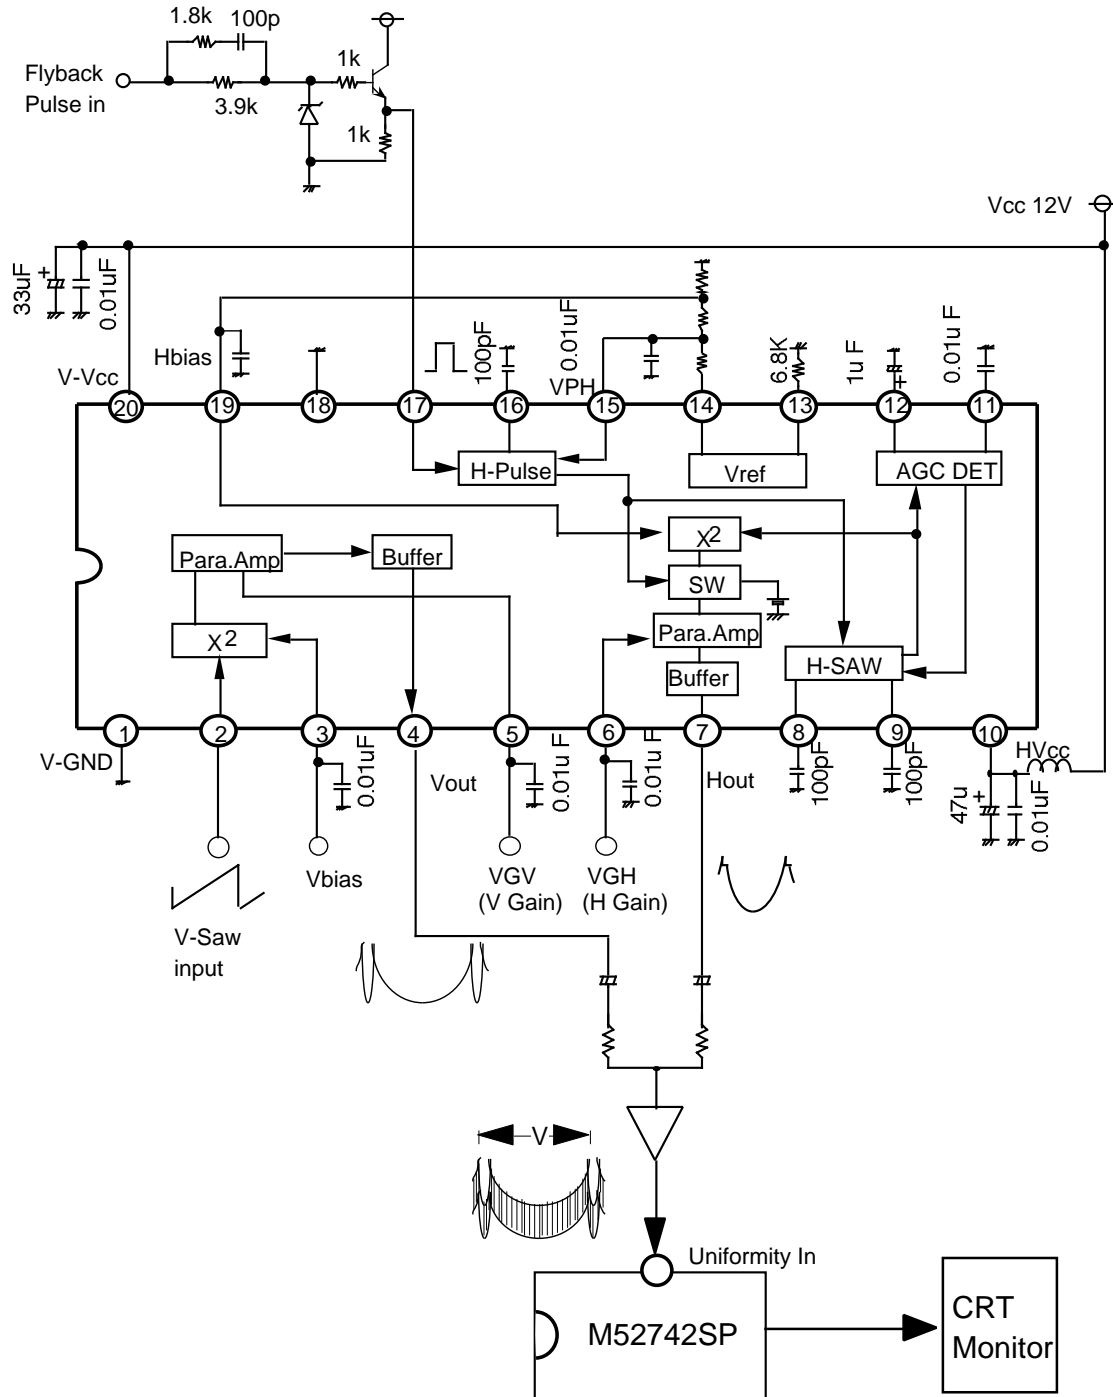 1.8k 100p
Flyback
Pulse in
3.9k
1k
1k
Vcc 12V
33uF
+
0.01uF
V-Vcc
Hbias
100pF
0.01uF
VPH
6.8K
1u F
+
0.01u F
20 19 18 17 16 15 14 13 12 11
H-Pulse
Vref
AGC DET
X2
SW
Para.Amp
Buffer
Para.Amp
Buffer
X2
H-SAW
1 2 3 4 5 6 7 8 9 10
V-GND
0.01uF
Vout
0.01u F
0.01u F
Hout
100pF
100pF
HVcc
47u
+
0.01uF
Vbias
VGV
(V Gain)
VGH
(H Gain)
V-Saw
input
V
Uniformity In
M52742SP
CRT
Monitor